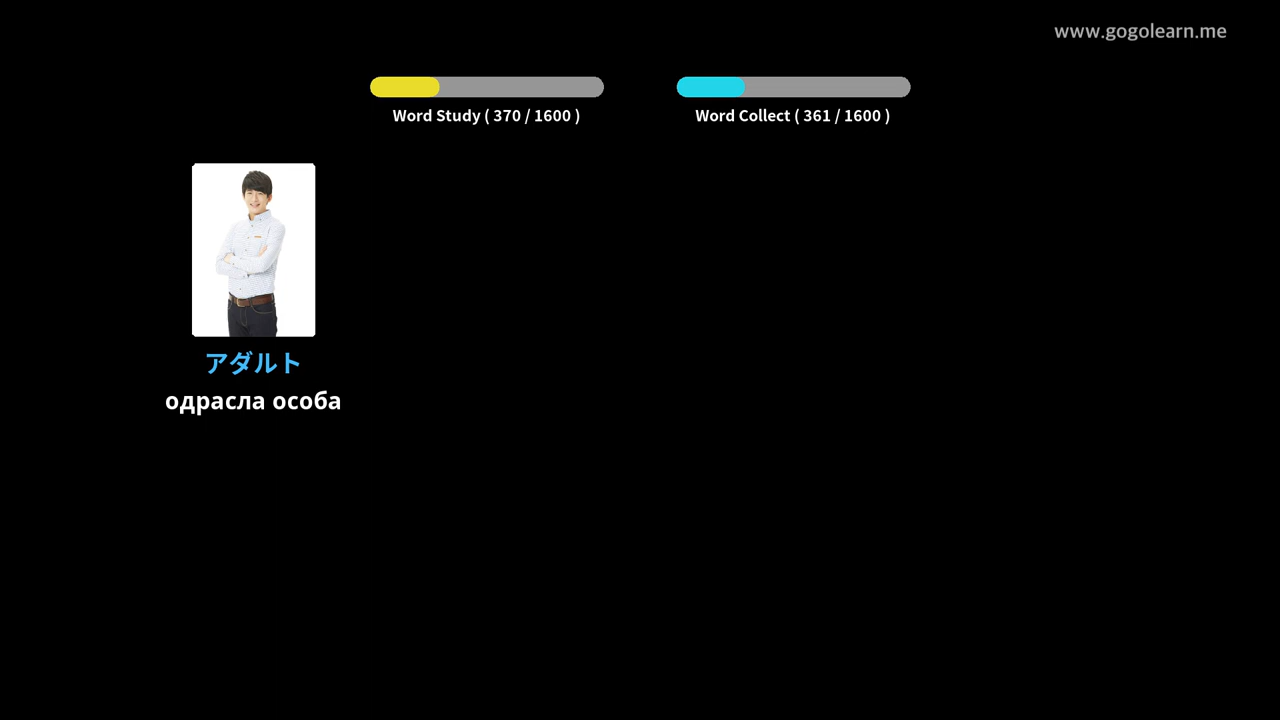 www.gogolearn.me
Word Study ( 370 / 1600 )
Word Collect ( 361 / 1600 )
アダルト
одрасла особа